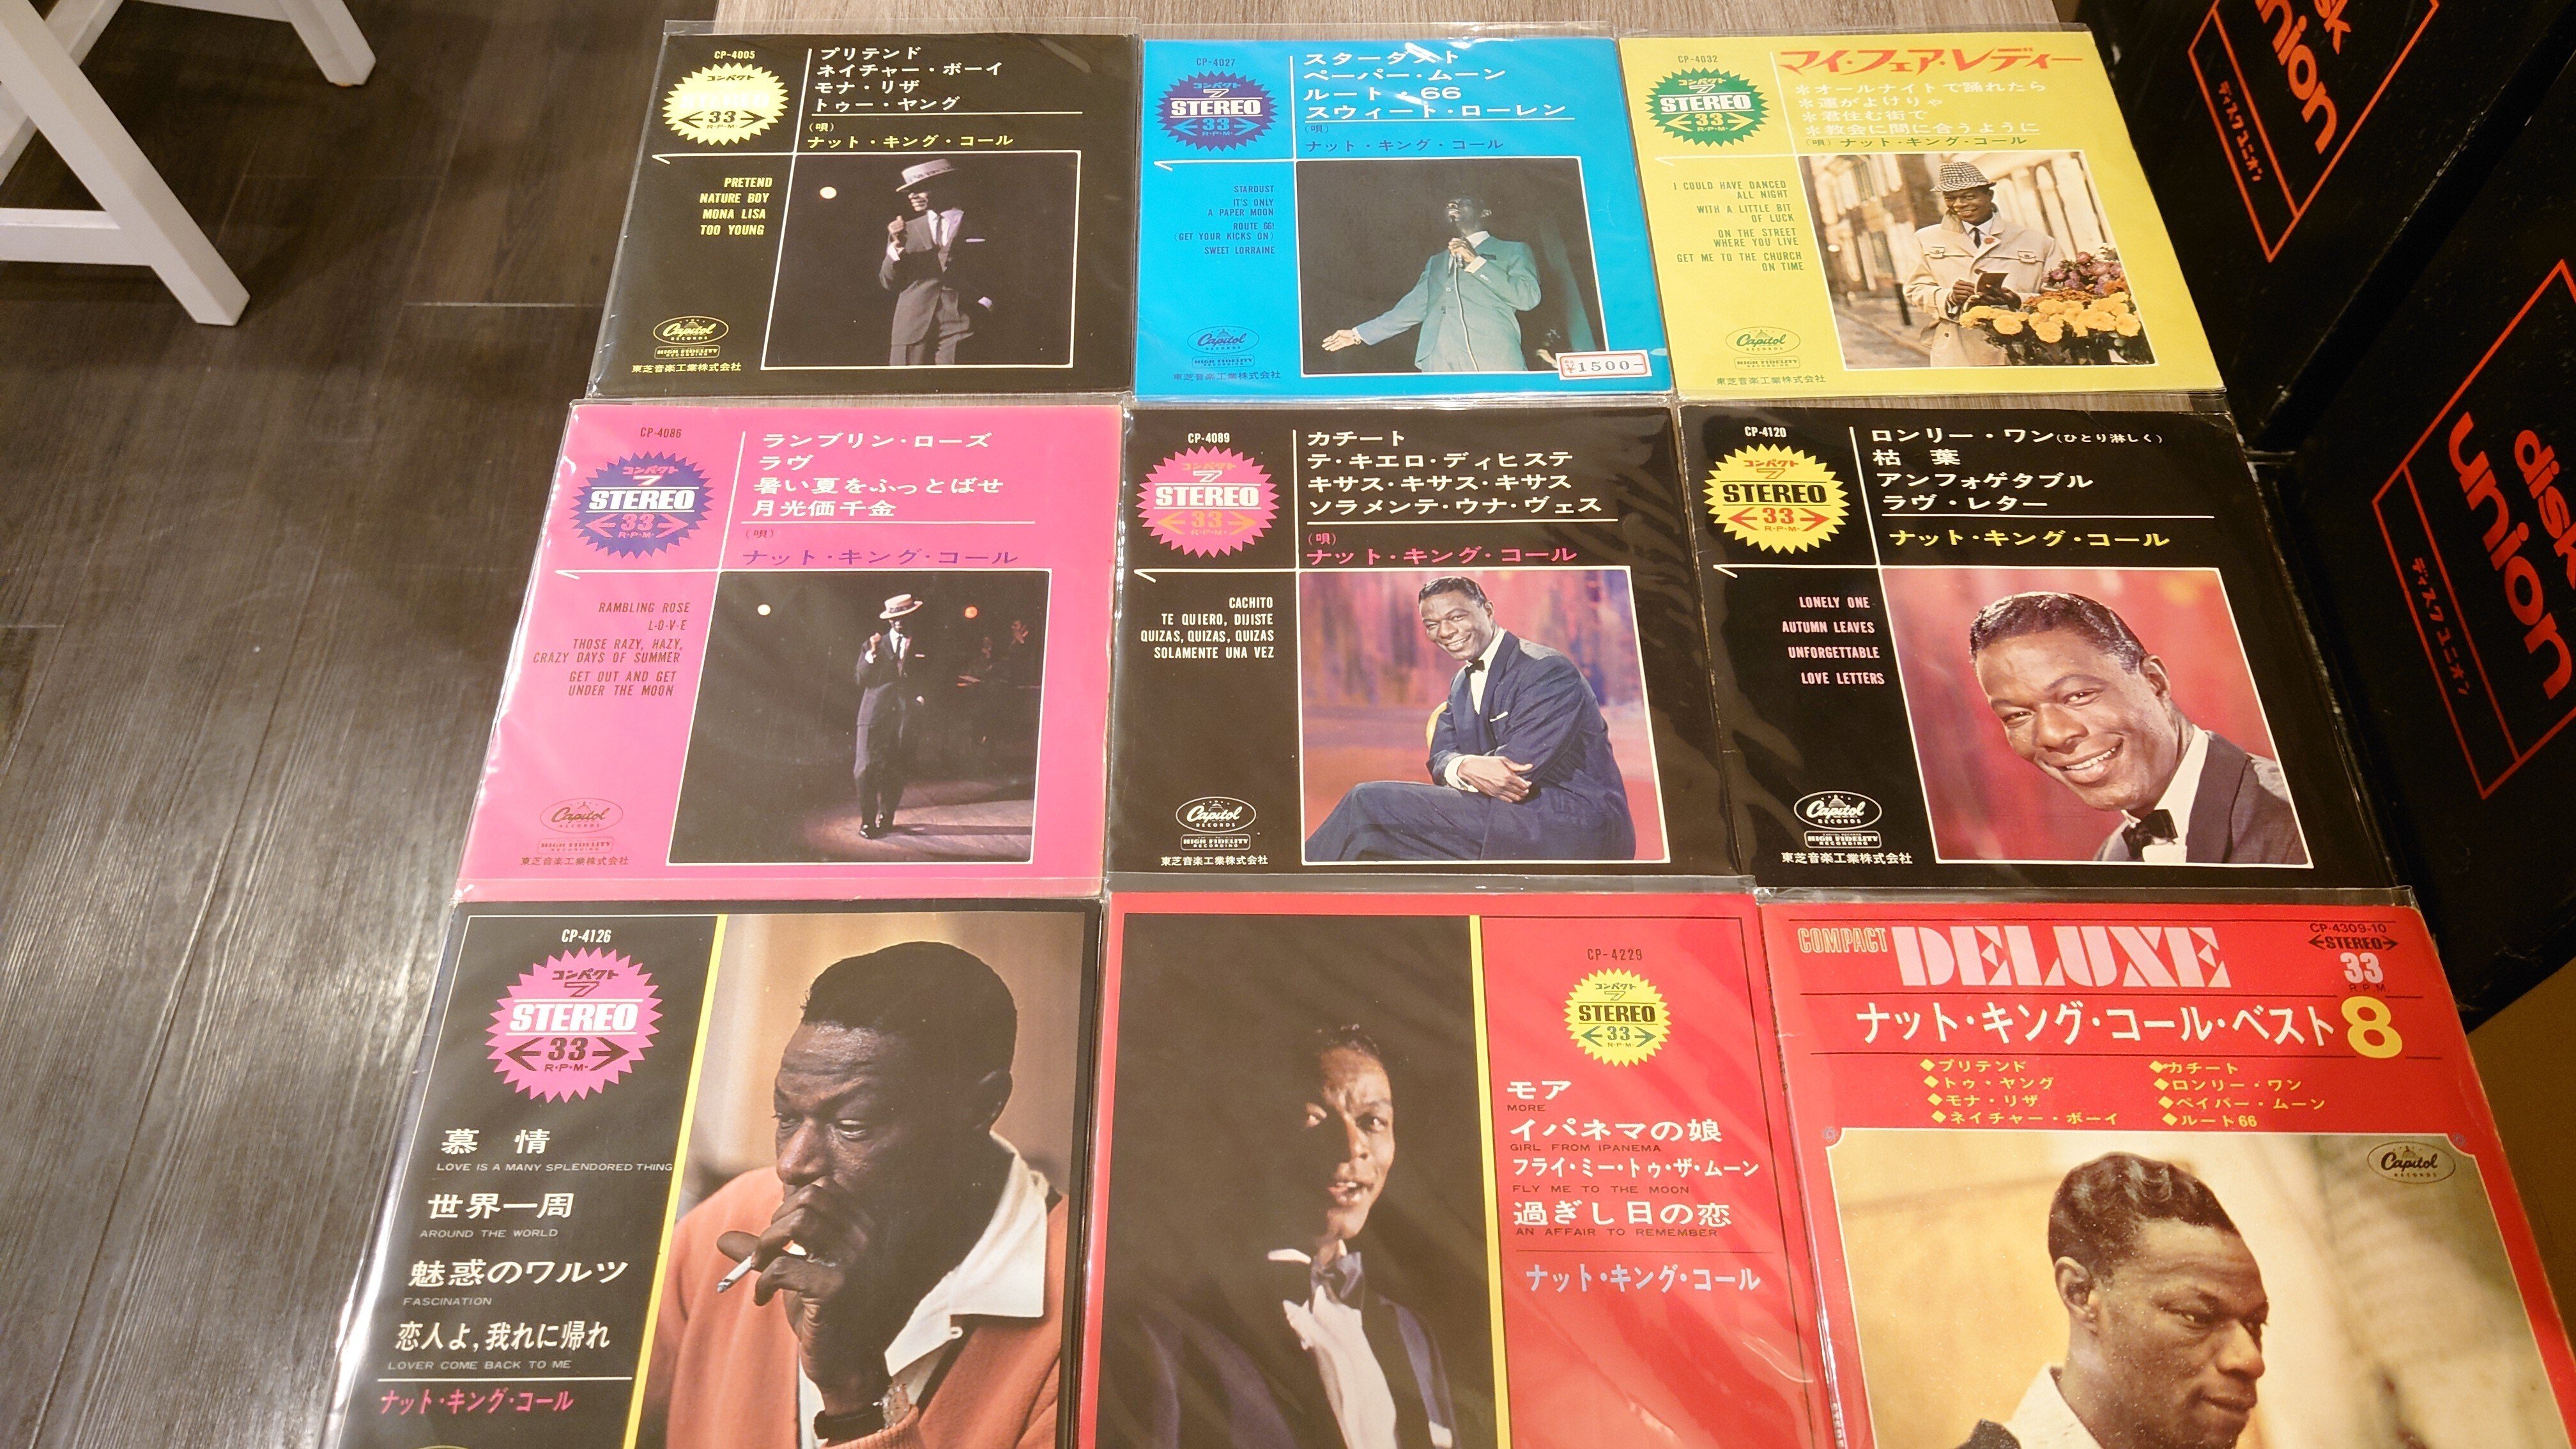 CP-4005
コンパクト
7
STEREO
33
R·P·M·
プリテンド
ネイチャー・ボーイ
モナ・リザ
トゥー・ヤング
(唄)
ナット・キング・コール
PRETEND
NATURE BOY
MONA LISA
TOO YOUNG
Capitol
RECORDS
HIGH FIDELITY
RECORDING
東芝音楽工業株式会社
CP-4027
コンパクト
7
STEREO
33
R·P·M·
スターダスト
ペーパー・ムーン
ルート・66
スウィート・ローレン
(唄)
ナット・キング・コール
STARDUST
IT'S ONLY
A PAPER MOON
ROUTE 66!
(GET YOUR KICKS ON)
SWEET LORRAINE
Capitol
RECORDS
HIGH FIDELITY
RECORDING
東芝音楽工業株式会社
¥1500-
CP-4032
コンパクト
7
STEREO
33
R·P·M·
マイ・フェア・レディー
*オールナイトで踊れたら
*運がよけりゃ
*君住む街で
*教会に間に合うように
(唄) ナット・キング・コール
I COULD HAVE DANCED
ALL NIGHT
WITH A LITTLE BIT
OF LUCK
ON THE STREET
WHERE YOU LIVE
GET ME TO THE CHURCH
ON TIME
Capitol
RECORDS
HIGH FIDELITY
RECORDING
東芝音楽工業株式会社
CP-4086
コンパクト
7
STEREO
33
R·P·M·
ランブリン・ローズ
ラヴ
暑い夏をふっとばせ
月光価千金
(唄)
ナット・キング・コール
RAMBLING ROSE
L-O-V-E
THOSE RAZY, HAZY,
CRAZY DAYS OF SUMMER
GET OUT AND GET
UNDER THE MOON
Capitol
RECORDS
HIGH FIDELITY
RECORDING
東芝音楽工業株式会社
CP-4089
コンパクト
7
STEREO
33
R·P·M·
カチート
テ・キエロ・ディヒステ
キサス・キサス・キサス
ソラメンテ・ウナ・ヴェス
(唄)
ナット・キング・コール
CACHITO
TE QUIERO, DIJISTE
QUIZAS, QUIZAS, QUIZAS
SOLAMENTE UNA VEZ
Capitol
RECORDS
HIGH FIDELITY
RECORDING
東芝音楽工業株式会社
CP-4120
コンパクト
7
STEREO
33
R·P·M·
ロンリー・ワン(ひとり淋しく)
枯 葉
アンフォゲタブル
ラヴ・レター
ナット・キング・コール
LONELY ONE
AUTUMN LEAVES
UNFORGETTABLE
LOVE LETTERS
Capitol
RECORDS
HIGH FIDELITY
RECORDING
東芝音楽工業株式会社
CP-4126
コンパクト
7
STEREO
33
R·P·M·
慕 情
LOVE IS A MANY SPLENDORED THING
世界一周
AROUND THE WORLD
魅惑のワルツ
FASCINATION
恋人よ,我れに帰れ
LOVER COME BACK TO ME
ナット・キング・コール
CP-4229
コンパクト
7
STEREO
33
R·P·M·
モア
MORE
イパネマの娘
GIRL FROM IPANEMA
フライ・ミー・トゥ・ザ・ムーン
FLY ME TO THE MOON
過ぎし日の恋
AN AFFAIR TO REMEMBER
ナット・キング・コール
COMPACT DELUXE
CP-4309-10
STEREO
33
R.P.M.
ナット・キング・コール・ベスト8
◆プリテンド
◆トゥ・ヤング
◆モナ・リザ
◆ネイチャー・ボーイ
◆カチート
◆ロンリー・ワン
◆ペイパー・ムーン
◆ルート66
Capitol
RECORDS
union
ディスクユニオン
disk
union
ディスクユニオン